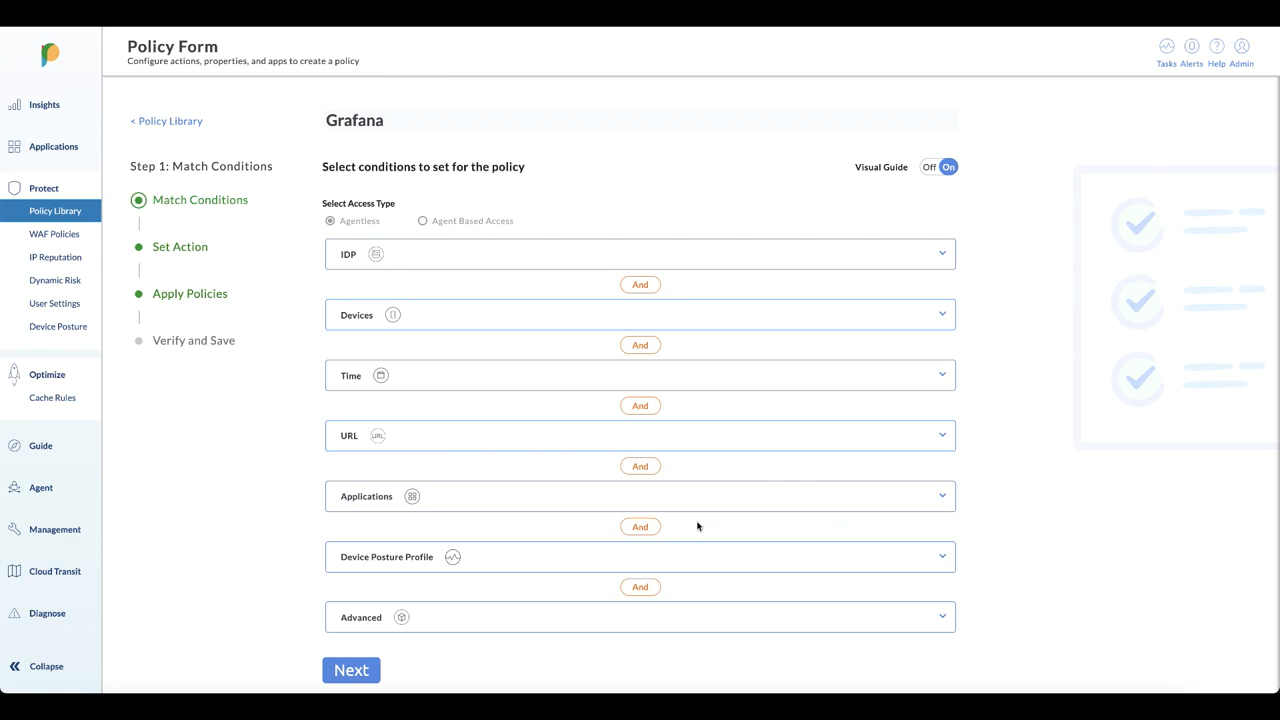 Policy Form
Configure actions, properties, and apps to create a policy
Tasks Alerts Help Admin
Insights
Applications
Protect
Policy Library
WAF Policies
IP Reputation
Dynamic Risk
User Settings
Device Posture
Optimize
Cache Rules
Guide
Agent
Management
Cloud Transit
Diagnose
Collapse
< Policy Library
Step 1: Match Conditions
Match Conditions
Set Action
Apply Policies
Verify and Save
Grafana
Select conditions to set for the policy
Visual Guide Off On
Select Access Type
Agentless Agent Based Access
IDP
And
Devices
And
Time
And
URL URL
And
Applications
And
Device Posture Profile
And
Advanced
Next